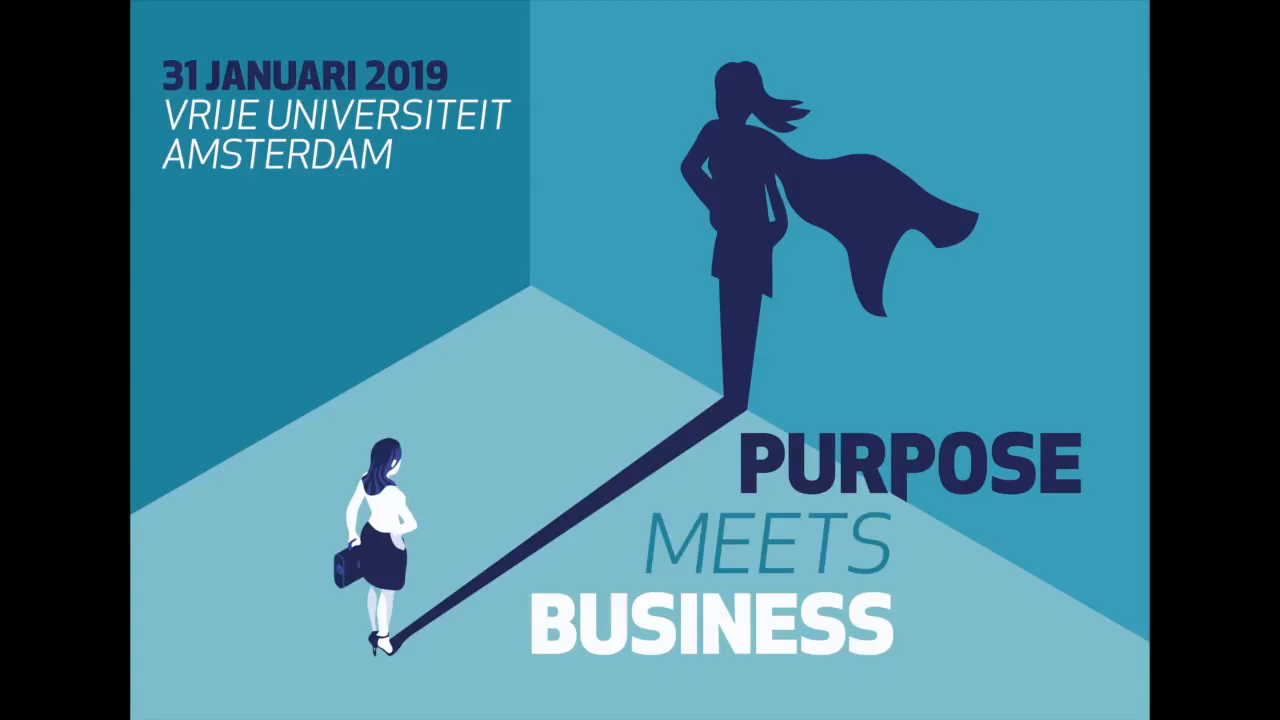 31 JANUARI 2019
VRIJE UNIVERSITEIT
AMSTERDAM
PURPOSE
MEETS
BUSINESS